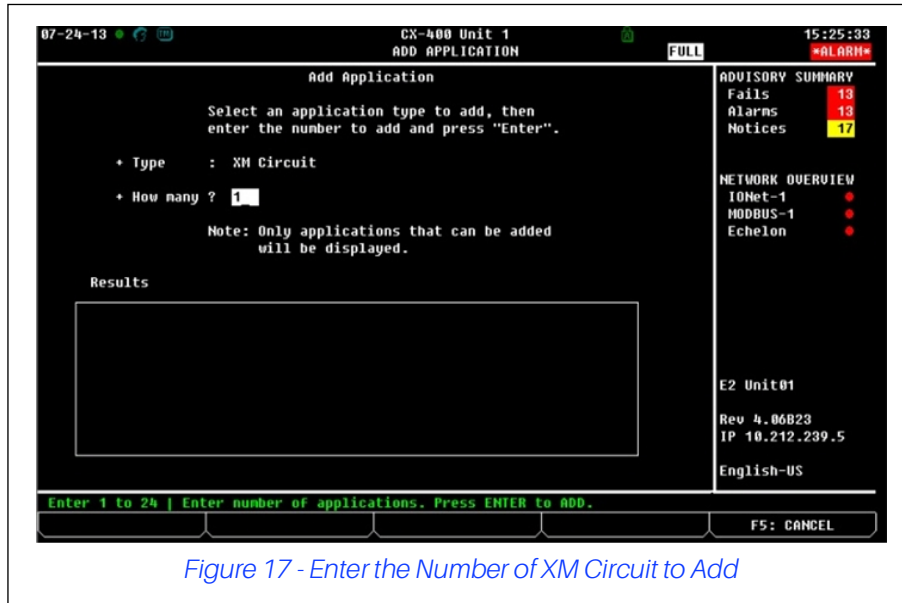 07-24-13 TM CX-400 Unit 1 15:25:33
ADD APPLICATION FULL *ALARM*
Add Application
Select an application type to add, then
enter the number to add and press "Enter".
+ Type : XM Circuit
+ How many ? 1
Note: Only applications that can be added
will be displayed.
Results
ADVISORY SUMMARY
Fails 13
Alarms 13
Notices 17
NETWORK OVERVIEW
IONet-1
MODBUS-1
Echelon
E2 Unit01
Rev 4.06B23
IP 10.212.239.5
English-US
Enter 1 to 24 | Enter number of applications. Press ENTER to ADD.
F5: CANCEL
Figure 17 - Enter the Number of XM Circuit to Add